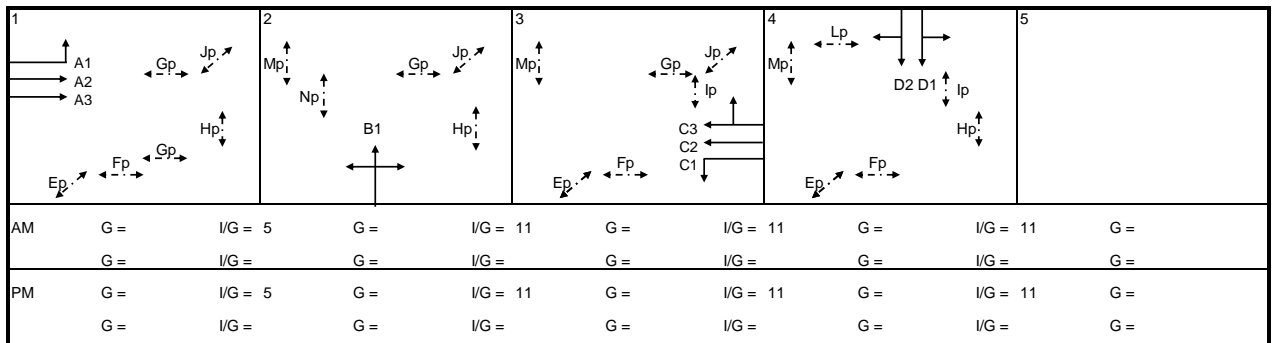 1 2 3 4 5
Lp
Jp Jp Jp
A1 Gp Mp Gp Mp Gp Mp
A2
A3 Np Ip D2 D1 Ip
Hp B1 Hp C3 Hp
C2
Gp C1
Fp Fp Fp
Ep Ep
AM G = I/G = 5 G = I/G = 11 G = I/G = 11 G = I/G = 11 G =
G = I/G = G = I/G = G = I/G = G = I/G = G =
PM G = I/G = 5 G = I/G = 11 G = I/G = 11 G = I/G = 11 G =
G = I/G = G = I/G = G = I/G = G = I/G = G =